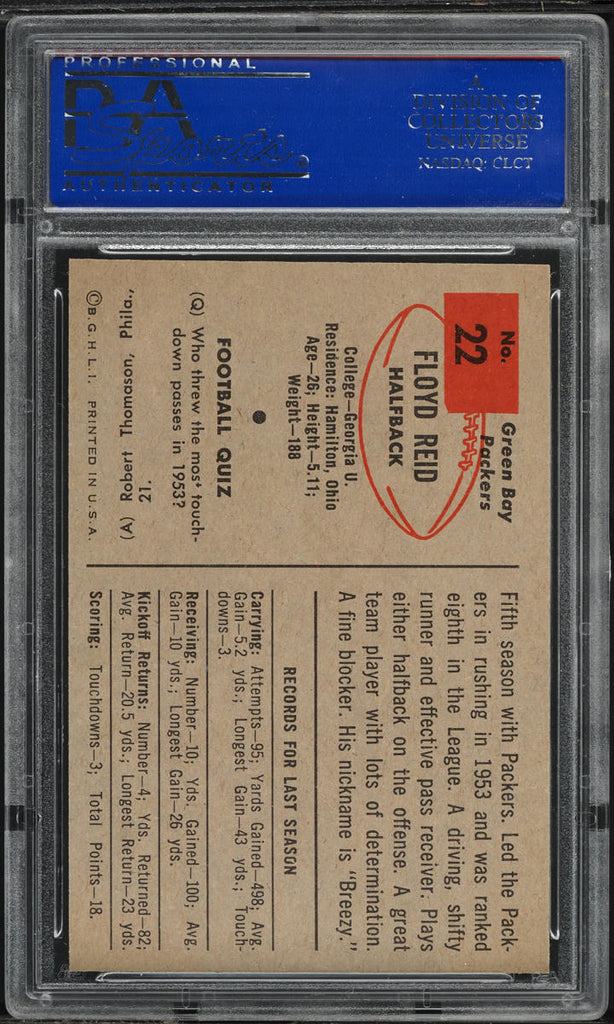 PROFESSIONAL
PSA
Sports
AUTHENTICATOR
A
DIVISION OF
COLLECTORS
UNIVERSE
NASDAQ: CLCT
No.
22
Green Bay
Packers
FLOYD REID
HALFBACK
College—Georgia U.
Residence: Hamilton, Ohio
Age—26; Height—5.11;
Weight—188
FOOTBALL QUIZ
(Q) Who threw the most touch-
down passes in 1953?
(A) Robert Thomason, Phila.,
21.
©B.G.H.L.I. PRINTED IN U.S.A.
Fifth season with Packers. Led the Pack-
ers in rushing in 1953 and was ranked
eighth in the League. A driving, shifty
runner and effective pass receiver. Plays
either halfback on the offense. A great
team player with lots of determination.
A fine blocker. His nickname is "Breezy."
RECORDS FOR LAST SEASON
Carrying: Attempts—95; Yards Gained—498; Avg.
Gain—5.2 yds.; Longest Gain—43 yds.; Touch-
downs—3.
Receiving: Number—10; Yds. Gained—100; Avg.
Gain—10 yds.; Longest Gain—26 yds.
Kickoff Returns: Number—4; Yds. Returned—82;
Avg. Return—20.5 yds.; Longest Return—23 yds.
Scoring: Touchdowns—3; Total Points—18.